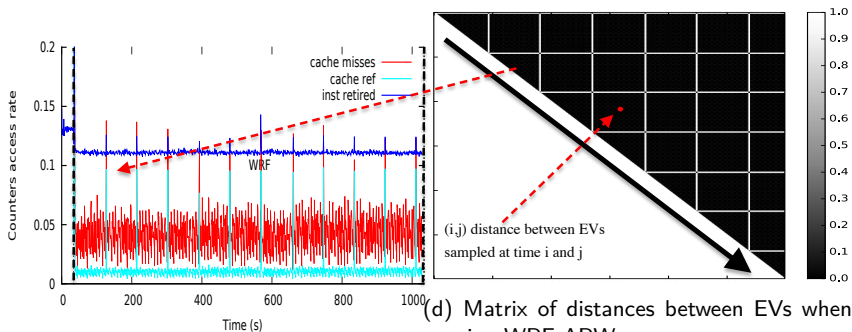 0.2
0.15
0.1
0.05
0
0 200 400 600 800 1000
Counters access rate
Time (s)
cache misses
cache ref
inst retired
WRF
(i,j) distance between EVs
sampled at time i and j
1.0
0.9
0.8
0.7
0.6
0.5
0.4
0.3
0.2
0.1
0.0
(d) Matrix of distances between EVs when